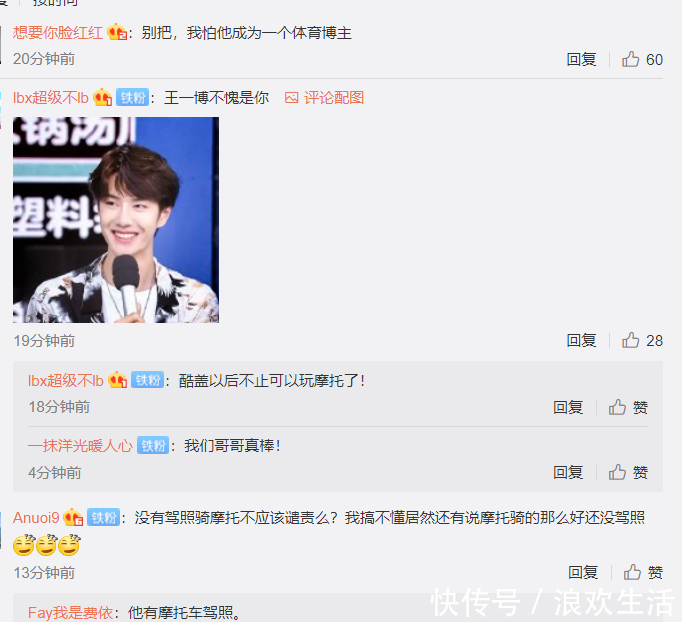 按时间
想要你脸红红：别把，我怕他成为一个体育博主
20分钟前 回复 60
lbx超级不lb 铁粉：王一博不愧是你 评论配图
锅汤
塑料
19分钟前 回复 28
lbx超级不lb 铁粉：酷盖以后不止可以玩摩托了！
18分钟前 回复 赞
一抹洋光暖人心 铁粉：我们哥哥真棒！
4分钟前 回复 赞
Anuoi9 铁粉：没有驾照骑摩托不应该谴责么？我搞不懂居然还有说摩托骑的那么好还没驾照
13分钟前 回复 赞
快传号 / 浪欢生活
Fay我是费依：他有摩托车驾照。